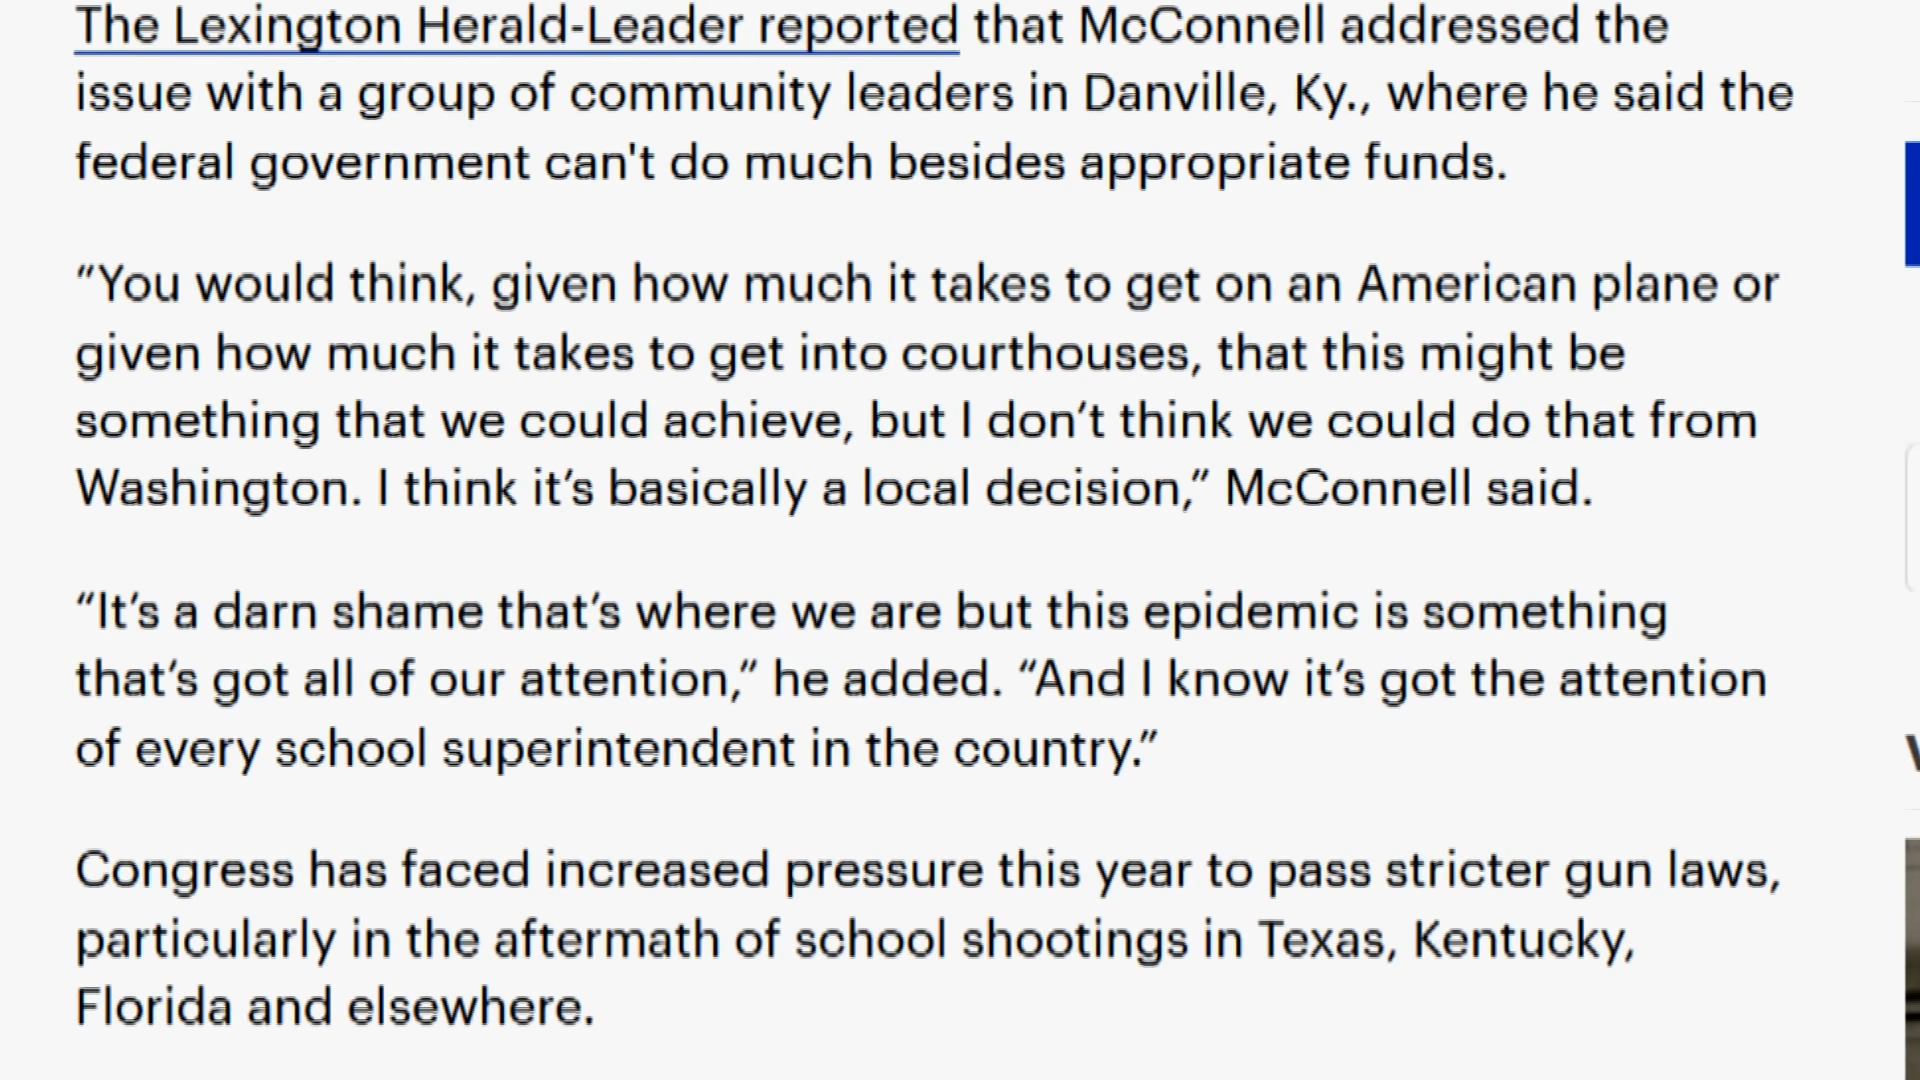 The Lexington Herald-Leader reported that McConnell addressed the
issue with a group of community leaders in Danville, Ky., where he said the
federal government can't do much besides appropriate funds.
“You would think, given how much it takes to get on an American plane or
given how much it takes to get into courthouses, that this might be
something that we could achieve, but I don’t think we could do that from
Washington. I think it’s basically a local decision,” McConnell said.
“It’s a darn shame that’s where we are but this epidemic is something
that’s got all of our attention,” he added. “And I know it’s got the attention
of every school superintendent in the country.”
Congress has faced increased pressure this year to pass stricter gun laws,
particularly in the aftermath of school shootings in Texas, Kentucky,
Florida and elsewhere.